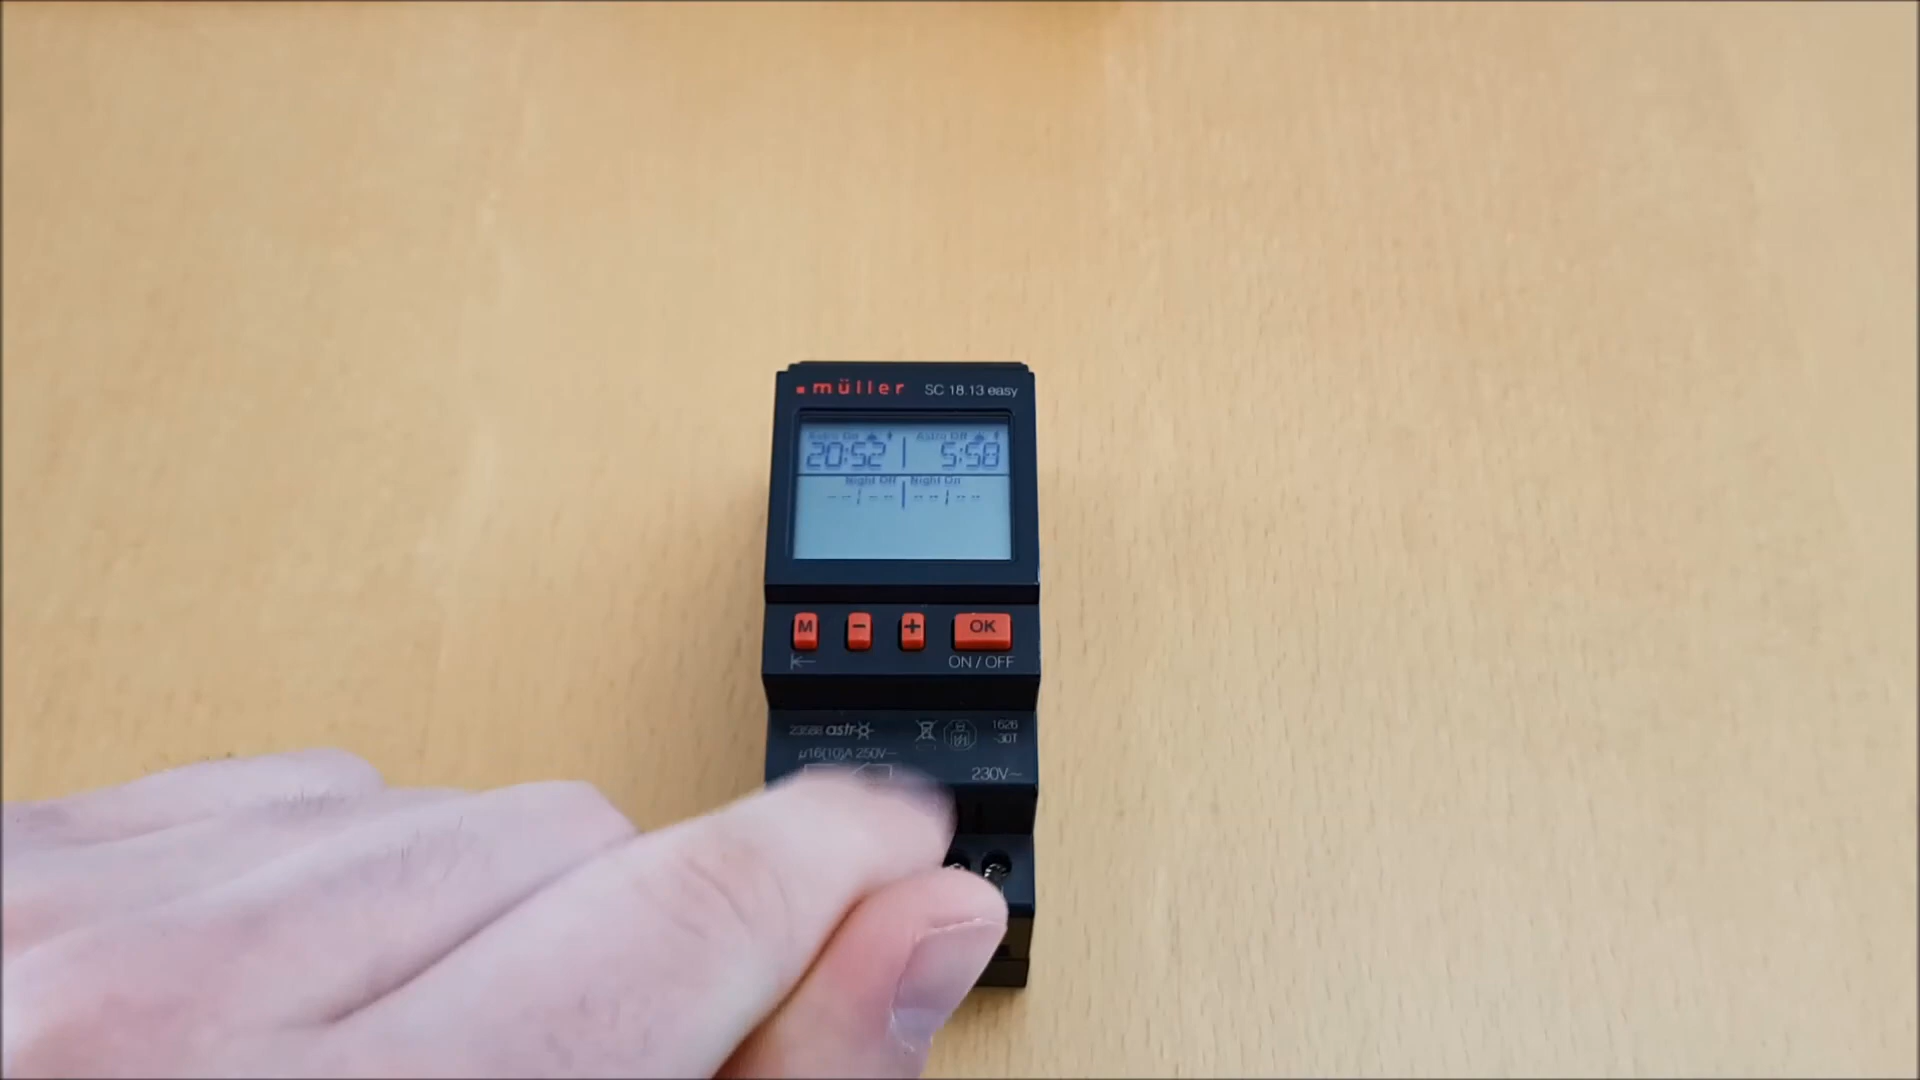 müller SC 18.13 easy
Astro On Astro Off
20:52 5:58
Night Off Night On
--:-- --:--
M - + OK
ON / OFF
23588 astro 1626
-30T
µ16(10)A 250V~
230V~